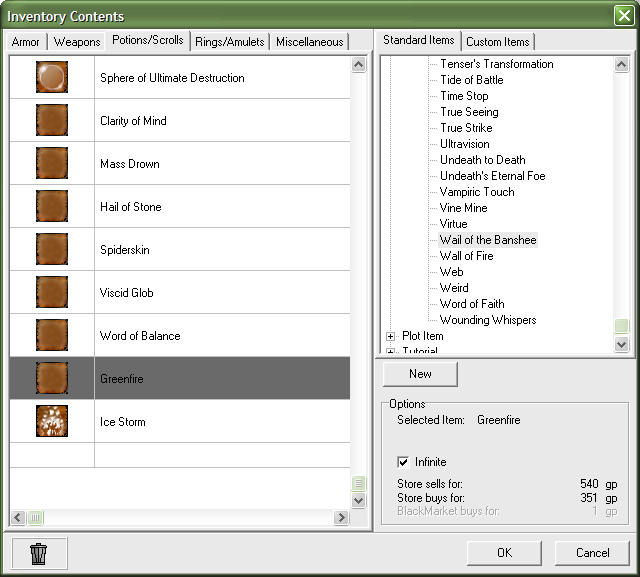 Inventory Contents
Armor Weapons Potions/Scrolls Rings/Amulets Miscellaneous
Sphere of Ultimate Destruction
Clarity of Mind
Mass Drown
Hail of Stone
Spiderskin
Viscid Glob
Word of Balance
Greenfire
Ice Storm
Standard Items Custom Items
Tenser's Transformation
Tide of Battle
Time Stop
True Seeing
True Strike
Ultravision
Undeath to Death
Undeath's Eternal Foe
Vampiric Touch
Vine Mine
Virtue
Wail of the Banshee
Wall of Fire
Web
Weird
Word of Faith
Wounding Whispers
Plot Item
Tutorial
New
Options
Selected Item: Greenfire
Infinite
Store sells for: 540 gp
Store buys for: 351 gp
BlackMarket buys for: 1 gp
OK Cancel